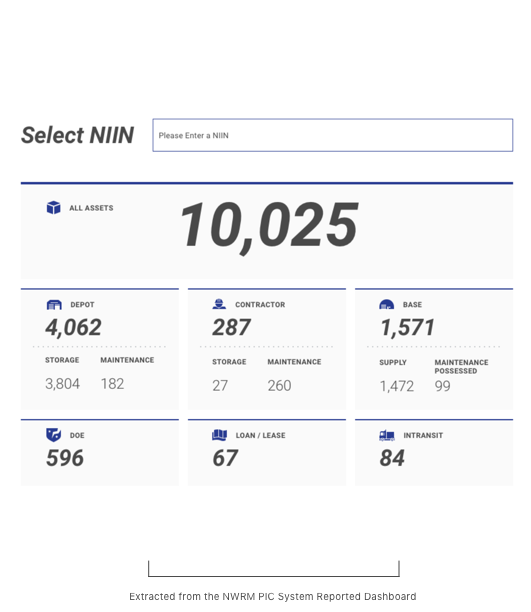 Select NIIN
Please Enter a NIIN
ALL ASSETS
10,025
DEPOT
4,062
STORAGE MAINTENANCE
3,804 182
CONTRACTOR
287
STORAGE MAINTENANCE
27 260
BASE
1,571
SUPPLY MAINTENANCE
POSSESSED
1,472 99
DOE
596
LOAN / LEASE
67
INTRANSIT
84
Extracted from the NWRM PIC System Reported Dashboard